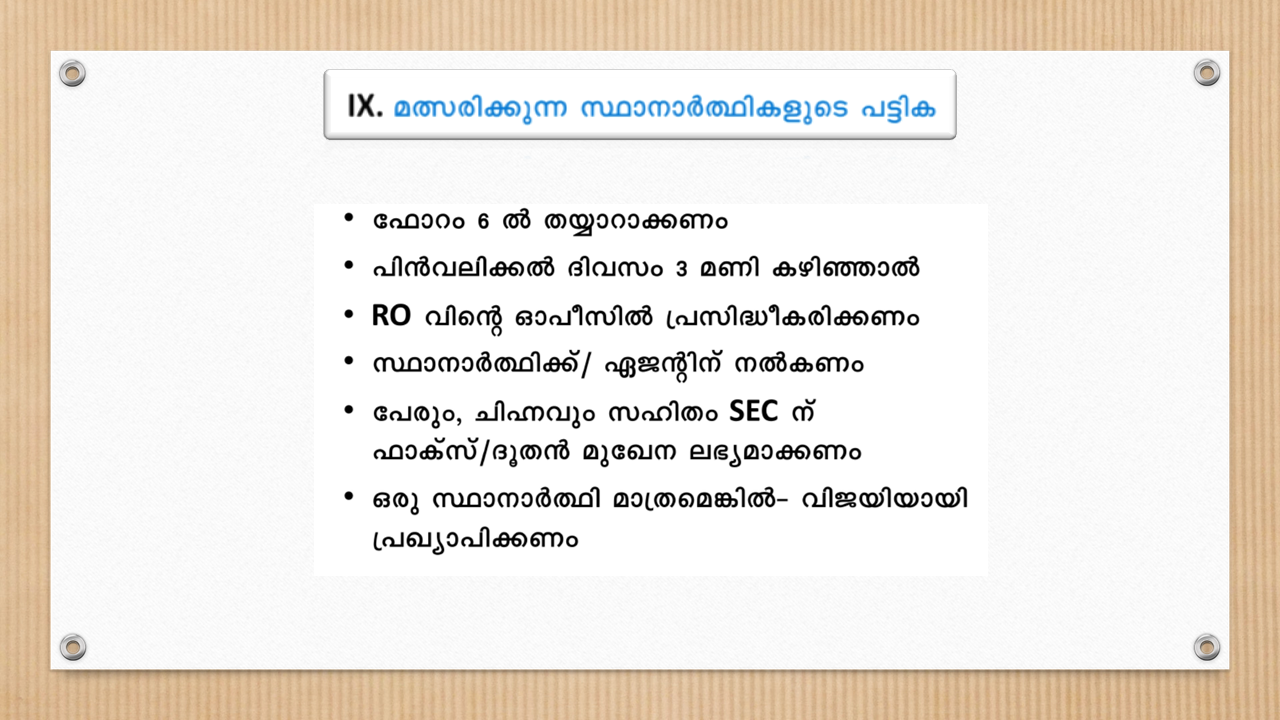 IX. മത്സരിക്കുന്ന സ്ഥാനാർത്ഥികളുടെ പട്ടിക
• ഫോറം 6 ൽ തയ്യാറാക്കണം
• പിൻവലിക്കൽ ദിവസം 3 മണി കഴിഞ്ഞാൽ
• RO വിന്റെ ഓപീസിൽ പ്രസിദ്ധീകരിക്കണം
• സ്ഥാനാർത്ഥിക്ക്/ ഏജന്റിന് നൽകണം
• പേരും, ചിഹ്നവും സഹിതം SEC ന്
ഫാക്സ്/ദൂതൻ മുഖേന ലഭ്യമാക്കണം
• ഒരു സ്ഥാനാർത്ഥി മാത്രമെങ്കിൽ– വിജയിയായി
പ്രഖ്യാപിക്കണം